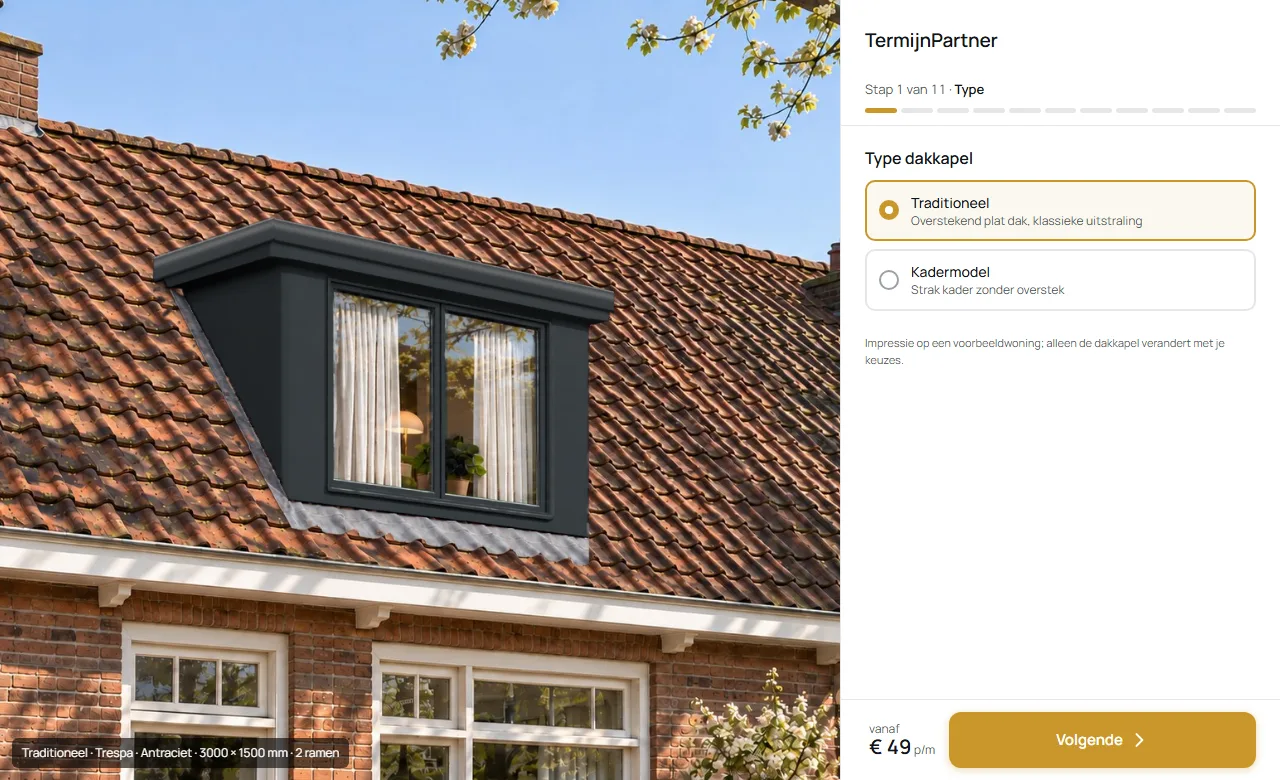 TermijnPartner
Stap 1 van 11 · Type
Type dakkapel
Traditioneel
Overstekend plat dak, klassieke uitstraling
Kadermodel
Strak kader zonder overstek
Impressie op een voorbeeldwoning; alleen de dakkapel verandert met je
keuzes.
Traditioneel · Trespa · Antraciet · 3000 × 1500 mm · 2 ramen
vanaf
€ 49 p/m
Volgende